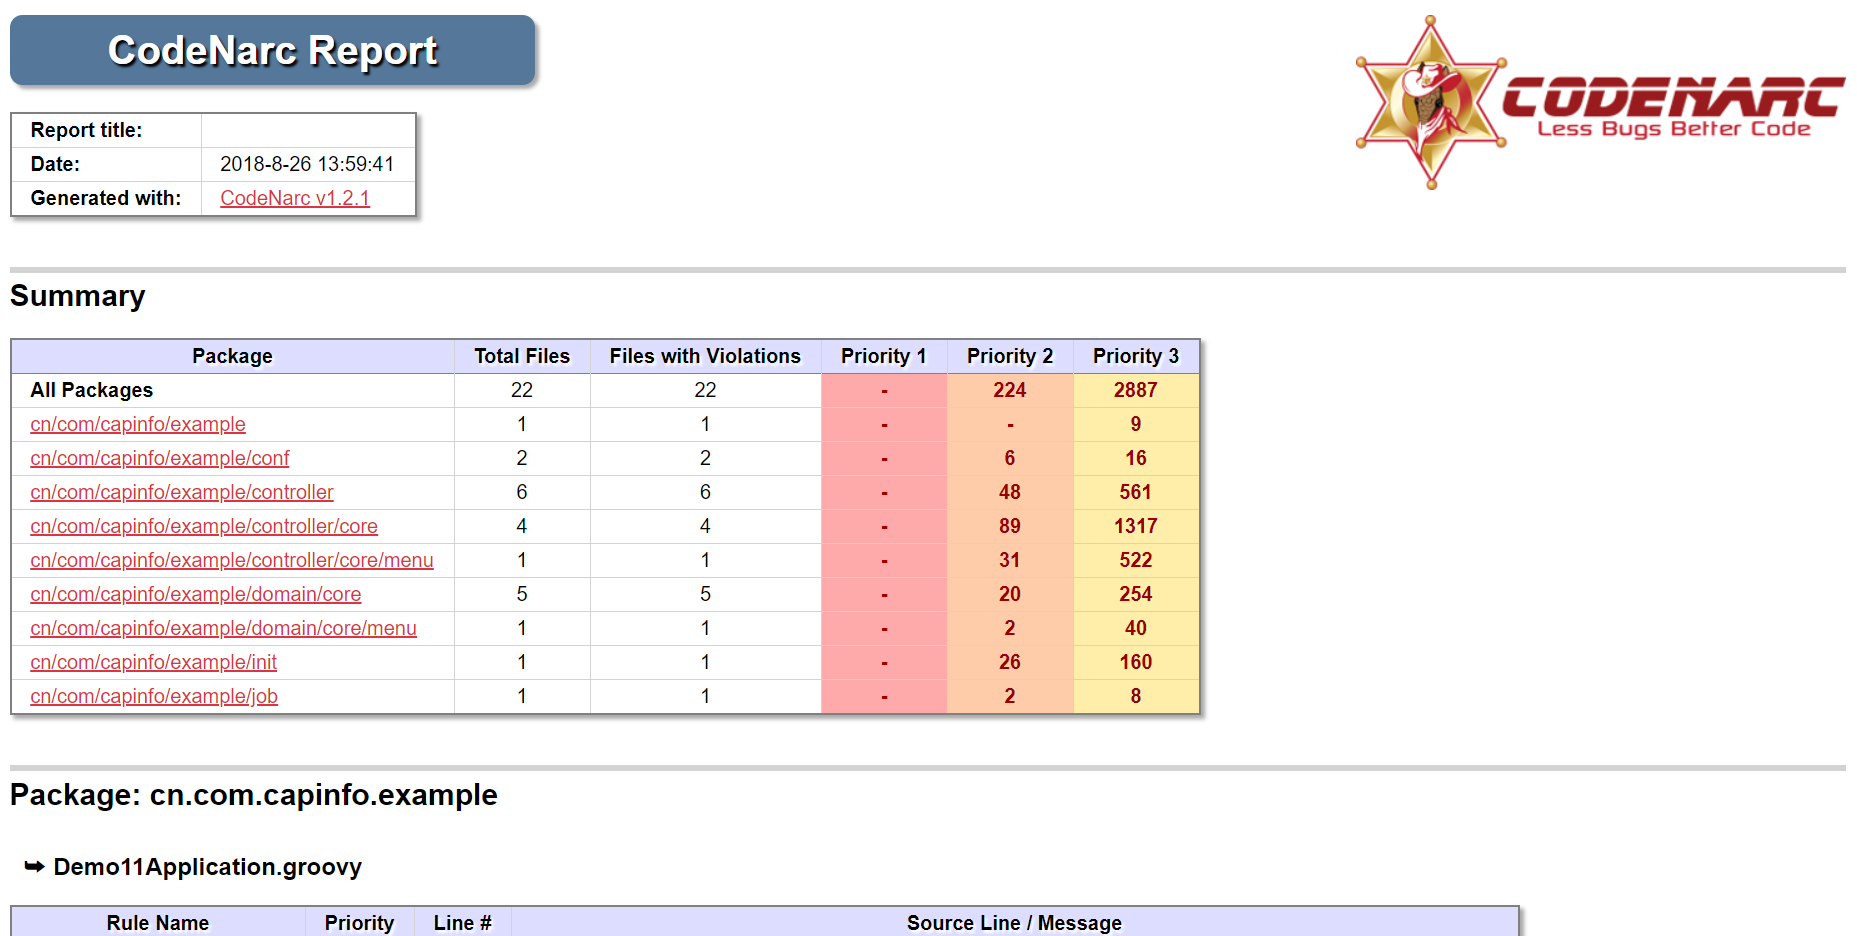 CodeNarc Report
CODENARC
Less Bugs Better Code
Report title:
Date: 2018-8-26 13:59:41
Generated with: CodeNarc v1.2.1
Summary
Package Total Files Files with Violations Priority 1 Priority 2 Priority 3
All Packages 22 22 - 224 2887
cn/com/capinfo/example 1 1 - - 9
cn/com/capinfo/example/conf 2 2 - 6 16
cn/com/capinfo/example/controller 6 6 - 48 561
cn/com/capinfo/example/controller/core 4 4 - 89 1317
cn/com/capinfo/example/controller/core/menu 1 1 - 31 522
cn/com/capinfo/example/domain/core 5 5 - 20 254
cn/com/capinfo/example/domain/core/menu 1 1 - 2 40
cn/com/capinfo/example/init 1 1 - 26 160
cn/com/capinfo/example/job 1 1 - 2 8
Package: cn.com.capinfo.example
➥ Demo11Application.groovy
Rule Name Priority Line # Source Line / Message